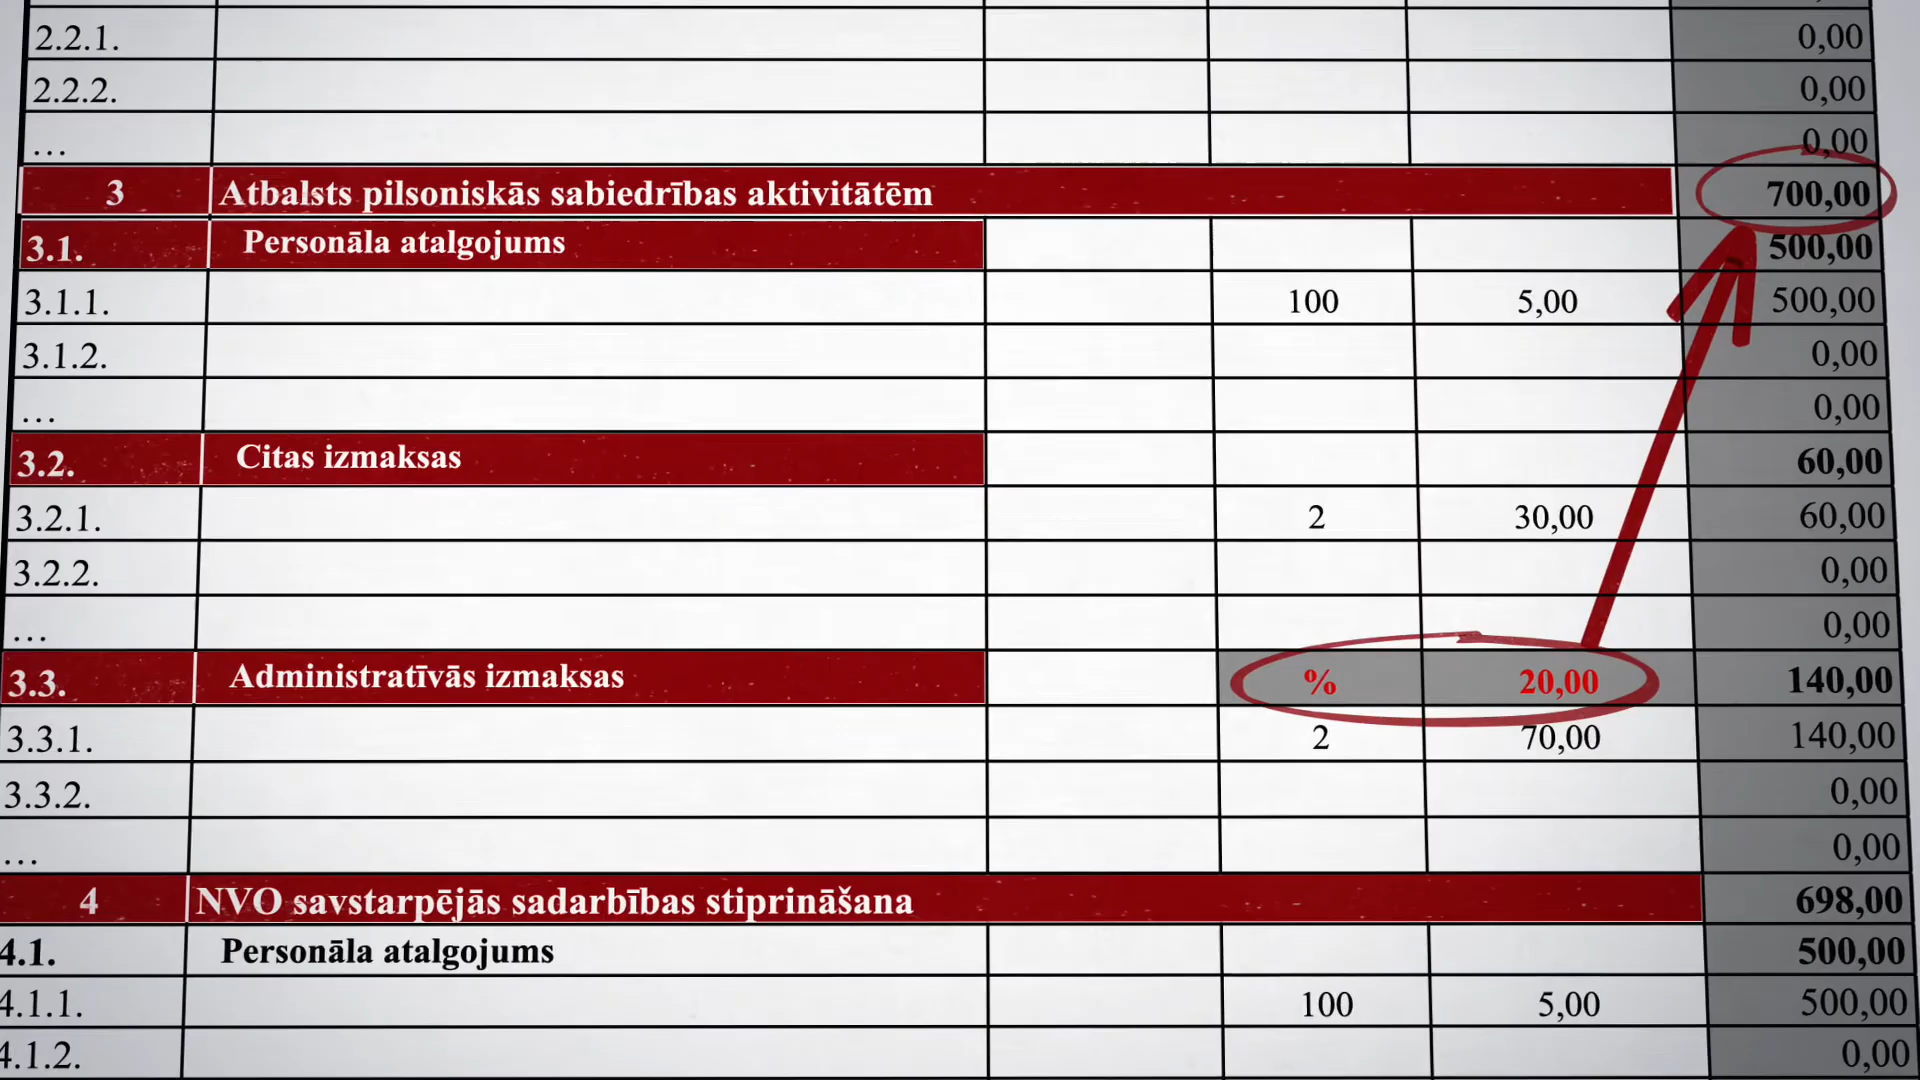 2.2.1. 0,00
2.2.2. 0,00
... 0,00
3 Atbalsts pilsoniskās sabiedrības aktivitātēm 700,00
3.1. Personāla atalgojums 500,00
3.1.1. 100 5,00 500,00
3.1.2. 0,00
... 0,00
3.2. Citas izmaksas 60,00
3.2.1. 2 30,00 60,00
3.2.2. 0,00
... 0,00
3.3. Administratīvās izmaksas % 20,00 140,00
3.3.1. 2 70,00 140,00
3.3.2. 0,00
... 0,00
4 NVO savstarpējās sadarbības stiprināšana 698,00
4.1. Personāla atalgojums 500,00
4.1.1. 100 5,00 500,00
4.1.2. 0,00